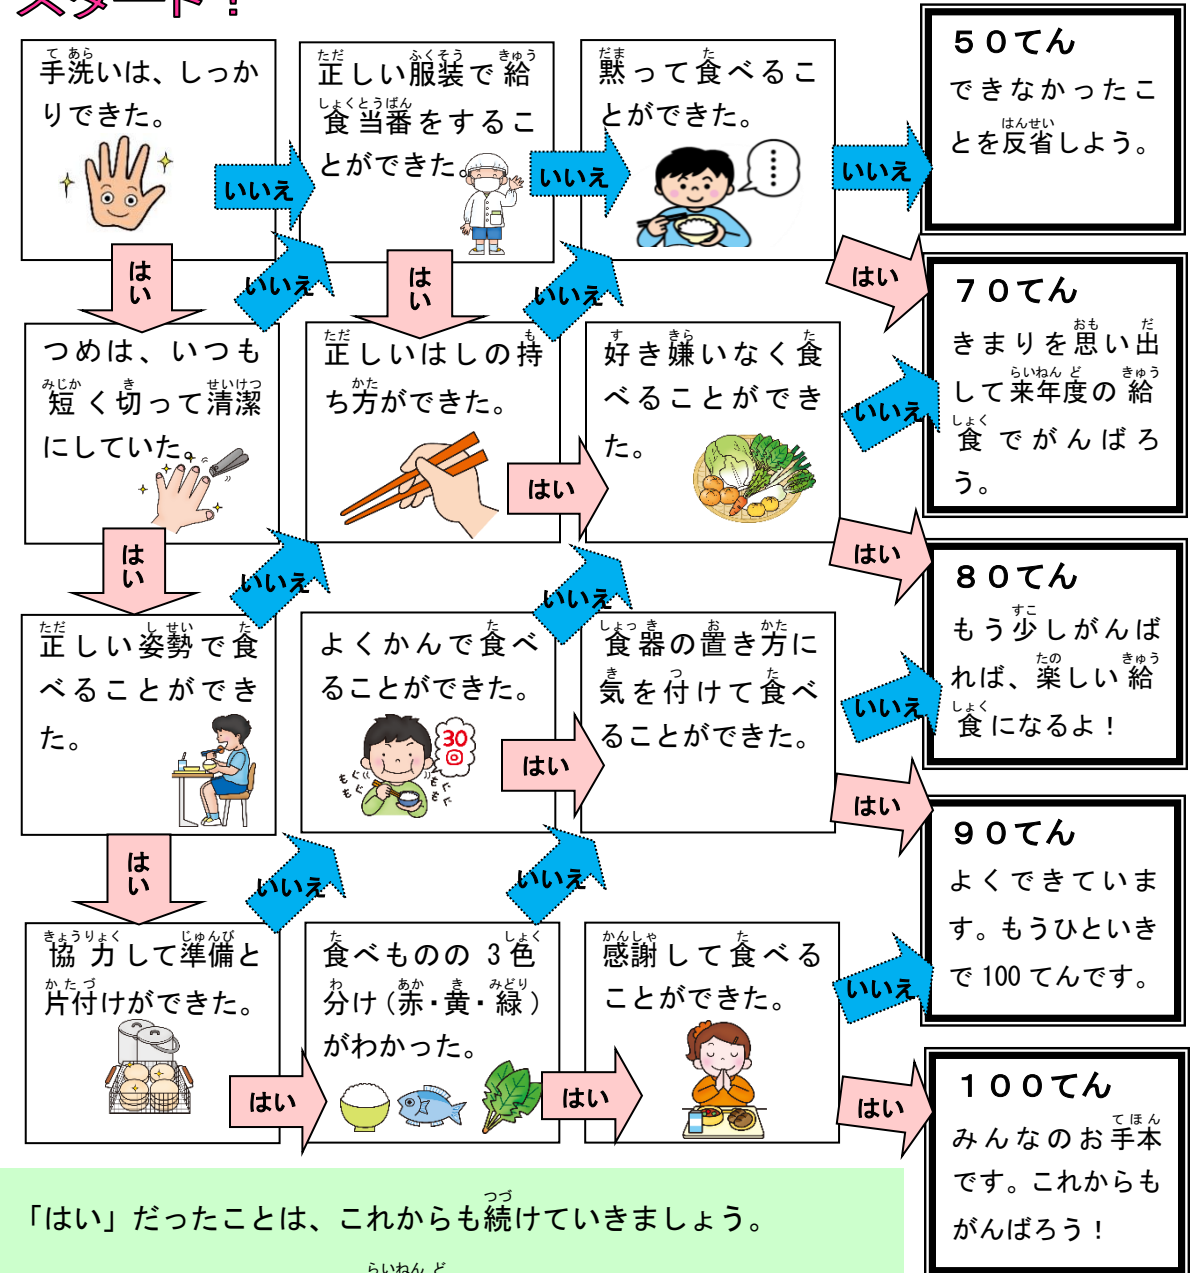 スタート！
手洗いは、しっか
りできた。
いいえ
はい
正しい服装で給
食当番をするこ
とができた。
いいえ
はい
黙って食べるこ
とができた。
いいえ
はい
５０てん
できなかったこ
とを反省しよう。
つめは、いつも
短く切って清潔
にしていた。
いいえ
はい
正しいはしの持
ち方ができた。
いいえ
はい
好き嫌いなく食
べることができ
た。
いいえ
はい
７０てん
きまりを思い出
して来年度の給
食でがんばろ
う。
正しい姿勢で食
べることができ
た。
いいえ
はい
よくかんで食べ
ることができた。
30
回
もぐもぐ
もぐもぐ
いいえ
はい
食器の置き方に
気を付けて食べ
ることができた。
いいえ
はい
８０てん
もう少しがんば
れば、楽しい給
食になるよ！
協力して準備と
片付けができた。
いいえ
はい
食べものの 3色
分け（赤・黄・緑）
がわかった。
いいえ
はい
感謝して食べる
ことができた。
いいえ
はい
９０てん
よくできていま
す。もうひといき
で 100 てんです。
１００てん
みんなのお手本
です。これからも
がんばろう！
「はい」だったことは、これからも続けていきましょう。
らいねんど